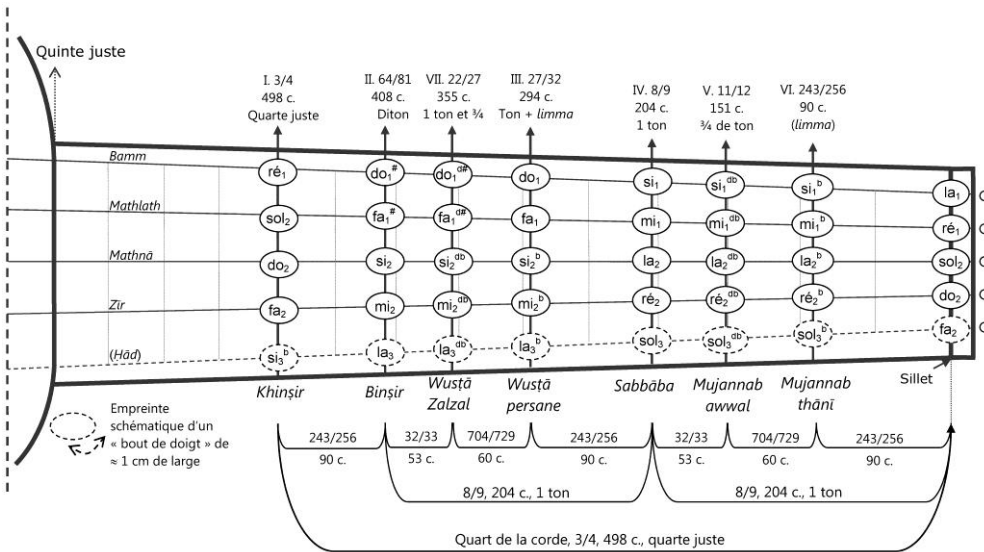 Quinte juste
I. 3/4
498 c.
Quarte juste
II. 64/81
408 c.
Diton
VII. 22/27
355 c.
1 ton et ¾
III. 27/32
294 c.
Ton + limma
IV. 8/9
204 c.
1 ton
V. 11/12
151 c.
¾ de ton
VI. 243/256
90 c.
(limma)
Bamm
ré₁ do₁# do₁d# do₁ si₁ si₁db si₁b la₁
Mathlath
sol₂ fa₁# fa₁d# fa₁ mi₁ mi₁db mi₁b ré₁
Mathnā
do₂ si₂ si₂db si₂b la₂ la₂db la₂b sol₂
Zīr
fa₂ mi₂ mi₂db mi₂b ré₂ ré₂db ré₂b do₂
(Ḥād)
si₃b la₃ la₃db la₃b sol₃ sol₃db sol₃b fa₂
Khinṣir
Binṣir
Wusṭā
Zalzal
Wusṭā
persane
Sabbāba
Mujannab
awwal
Mujannab
thānī
Sillet
Empreinte
schématique d'un
« bout de doigt » de
≈ 1 cm de large
243/256 32/33 704/729 243/256 32/33 704/729 243/256
90 c. 53 c. 60 c. 90 c. 53 c. 60 c. 90 c.
8/9, 204 c., 1 ton 8/9, 204 c., 1 ton
Quart de la corde, 3/4, 498 c., quarte juste